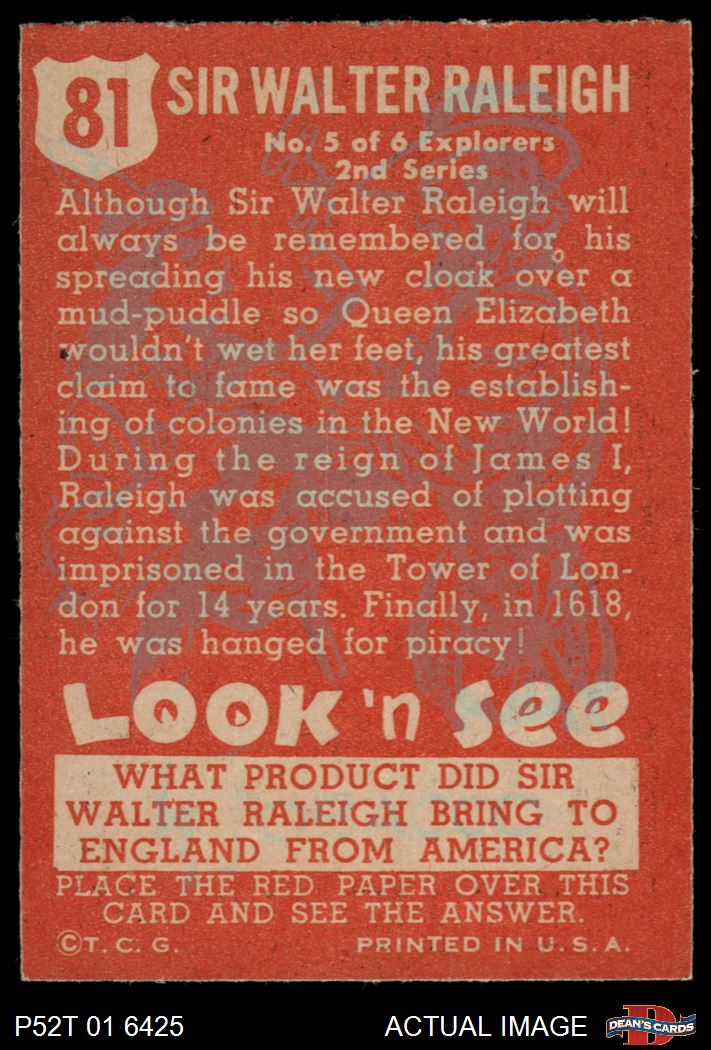 81
SIR WALTER RALEIGH
No. 5 of 6 Explorers
2nd Series
Although Sir Walter Raleigh will
always be remembered for his
spreading his new cloak over a
mud-puddle so Queen Elizabeth
wouldn't wet her feet, his greatest
claim to fame was the establish-
ing of colonies in the New World!
During the reign of James I,
Raleigh was accused of plotting
against the government and was
imprisoned in the Tower of Lon-
don for 14 years. Finally, in 1618,
he was hanged for piracy!
LOOK 'n See
WHAT PRODUCT DID SIR
WALTER RALEIGH BRING TO
ENGLAND FROM AMERICA?
PLACE THE RED PAPER OVER THIS
CARD AND SEE THE ANSWER.
©T. C. G. PRINTED IN U. S. A.
P52T 01 6425 ACTUAL IMAGE D DEAN'S CARDS